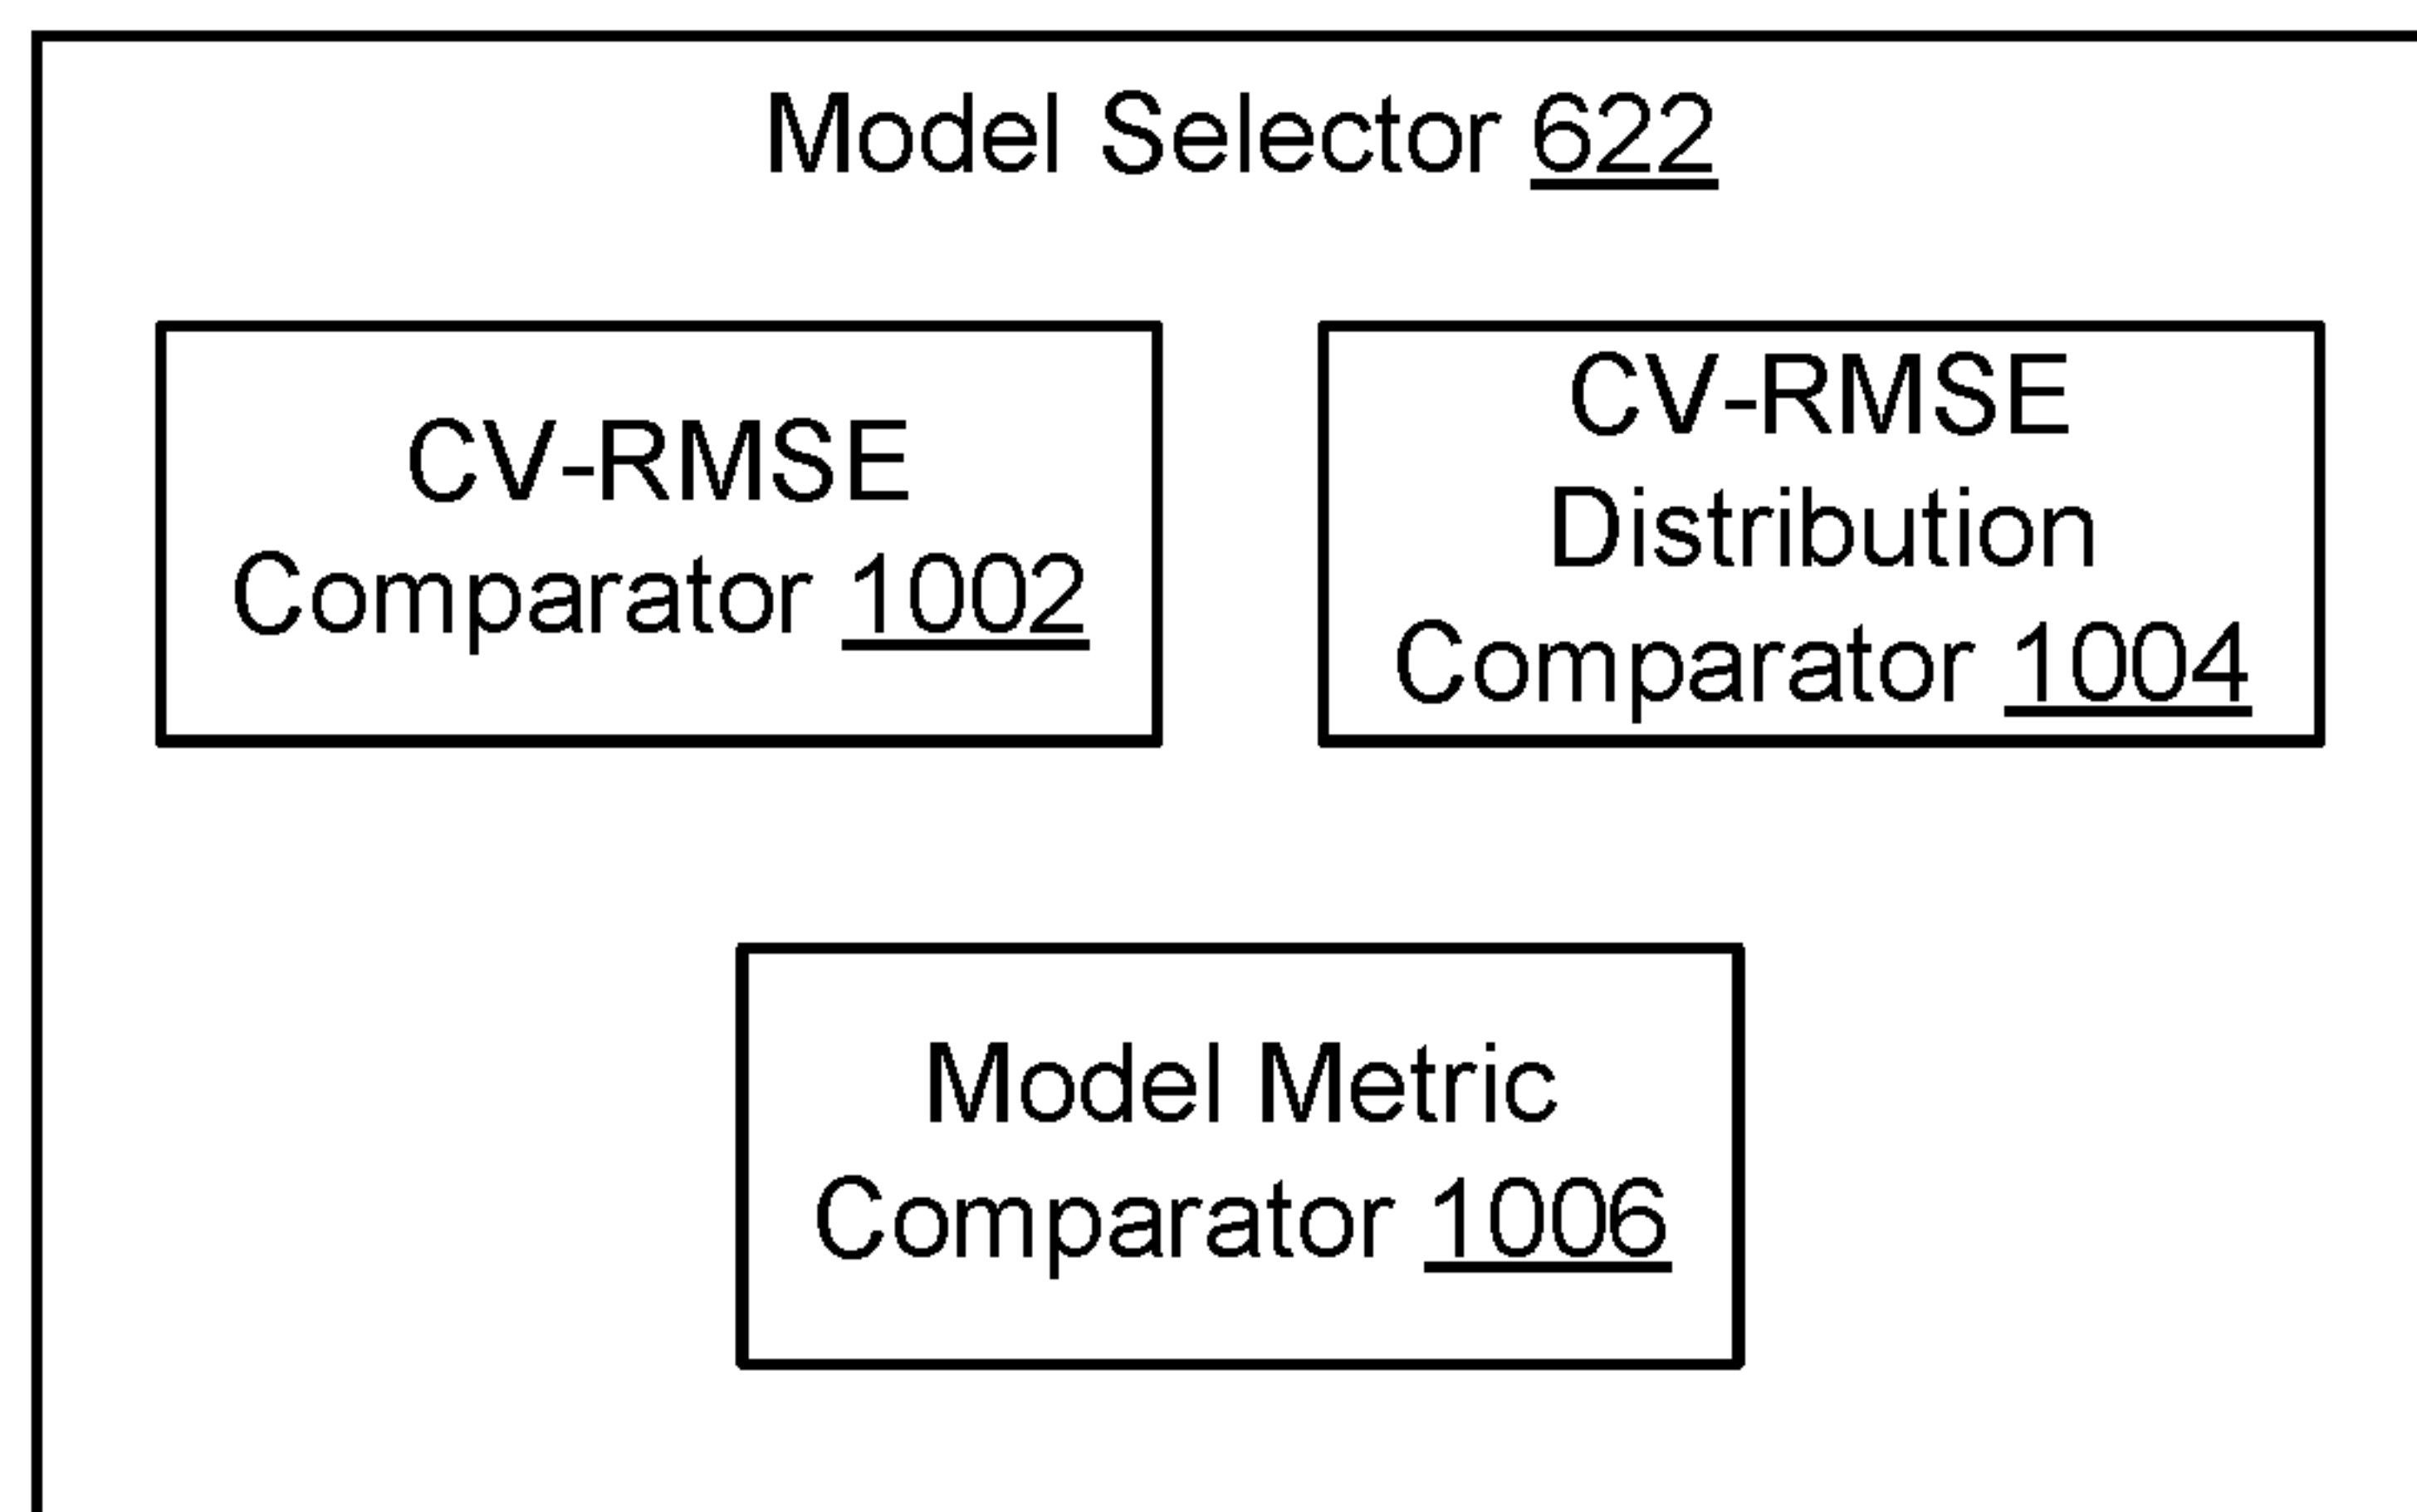 Model Selector 622
CV-RMSE
Comparator 1002
CV-RMSE
Distribution
Comparator 1004
Model Metric
Comparator 1006